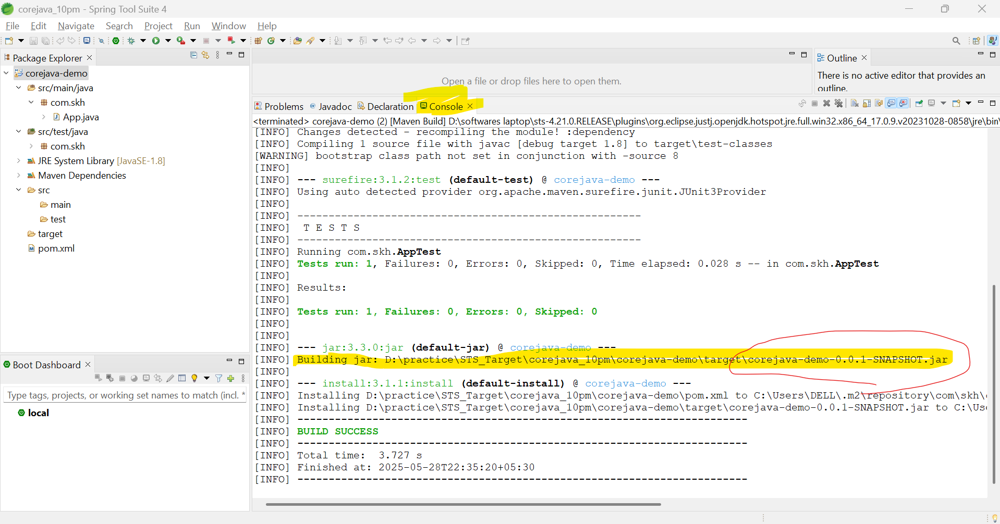 corejava_10pm - Spring Tool Suite 4
File Edit Navigate Search Project Run Window Help
Package Explorer
corejava-demo
src/main/java
com.skh
App.java
src/test/java
com.skh
JRE System Library [JavaSE-1.8]
Maven Dependencies
src
main
test
target
pom.xml
Boot Dashboard
Type tags, projects, or working set names to match (incl. *
local
Open a file or drop files here to open them.
Outline
There is no active editor that provides an
outline.
Problems Javadoc Declaration Console
<terminated> corejava-demo (2) [Maven Build] D:\softwares laptop\sts-4.21.0.RELEASE\plugins\org.eclipse.justj.openjdk.hotspot.jre.full.win32.x86_64_17.0.9.v20231028-0858\jre\bin\
[INFO] Changes detected - recompiling the module! :dependency
[INFO] Compiling 1 source file with javac [debug target 1.8] to target\test-classes
[WARNING] bootstrap class path not set in conjunction with -source 8
[INFO]
[INFO] --- surefire:3.1.2:test (default-test) @ corejava-demo ---
[INFO] Using auto detected provider org.apache.maven.surefire.junit.JUnit3Provider
[INFO]
[INFO] -------------------------------------------------------
[INFO]  T E S T S
[INFO] -------------------------------------------------------
[INFO] Running com.skh.AppTest
[INFO] Tests run: 1, Failures: 0, Errors: 0, Skipped: 0, Time elapsed: 0.028 s -- in com.skh.AppTest
[INFO]
[INFO] Results:
[INFO]
[INFO] Tests run: 1, Failures: 0, Errors: 0, Skipped: 0
[INFO]
[INFO]
[INFO] --- jar:3.3.0:jar (default-jar) @ corejava-demo ---
[INFO] Building jar: D:\practice\STS_Target\corejava_10pm\corejava-demo\target\corejava-demo-0.0.1-SNAPSHOT.jar
[INFO]
[INFO] --- install:3.1.1:install (default-install) @ corejava-demo ---
[INFO] Installing D:\practice\STS_Target\corejava_10pm\corejava-demo\pom.xml to C:\Users\DELL\.m2\repository\com\skh\
[INFO] Installing D:\practice\STS_Target\corejava_10pm\corejava-demo\target\corejava-demo-0.0.1-SNAPSHOT.jar to C:\Use
[INFO] ------------------------------------------------------------------------
[INFO] BUILD SUCCESS
[INFO] ------------------------------------------------------------------------
[INFO] Total time:  3.727 s
[INFO] Finished at: 2025-05-28T22:35:20+05:30
[INFO] ------------------------------------------------------------------------